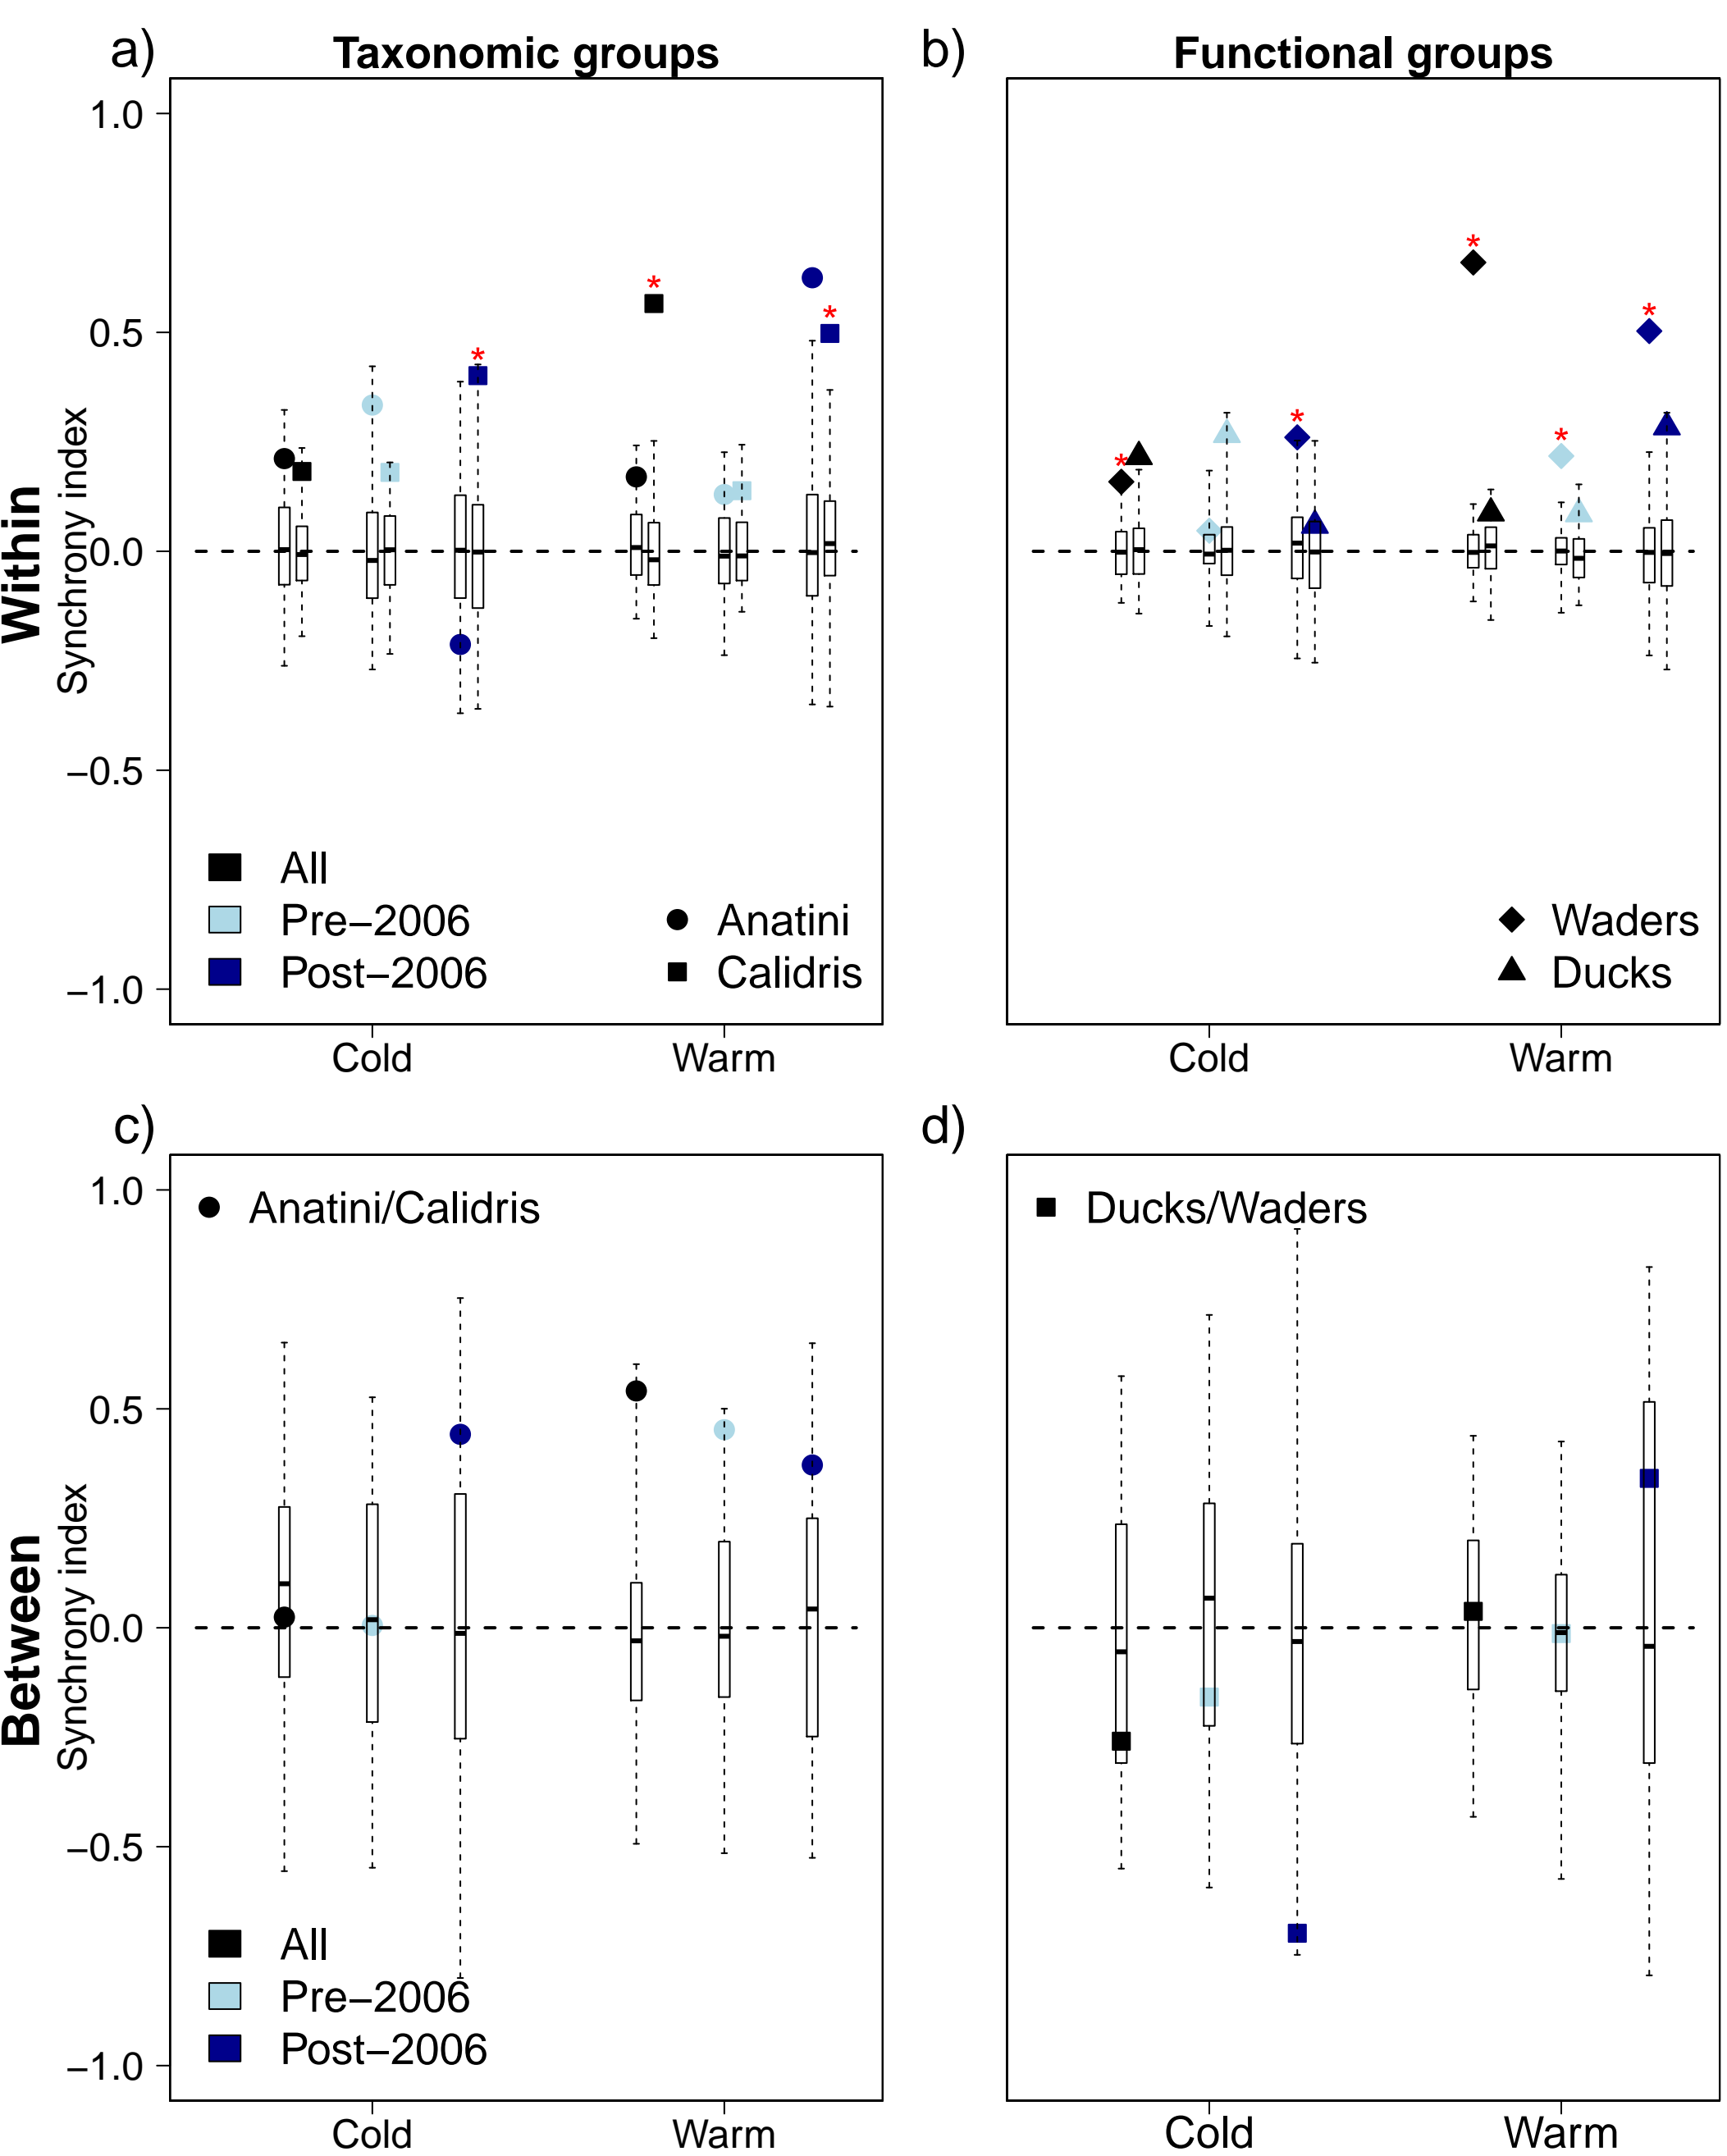 a)
Taxonomic groups
b)
Functional groups
Within
Synchrony index
1.0
0.5
0.0
−0.5
−1.0
*
*
*
*
*
*
*
*
All
Pre−2006
Post−2006
Anatini
Calidris
Waders
Ducks
Cold
Warm
Cold
Warm
c)
d)
Between
Synchrony index
1.0
0.5
0.0
−0.5
−1.0
Anatini/Calidris
Ducks/Waders
All
Pre−2006
Post−2006
Cold
Warm
Cold
Warm